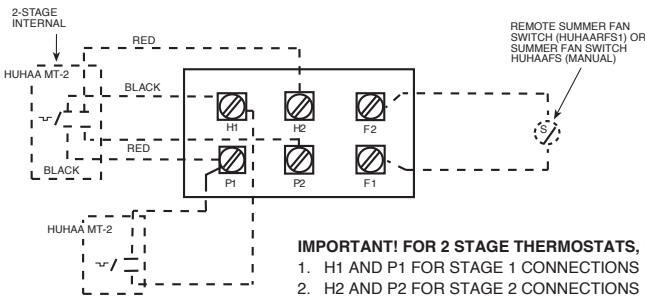 2-STAGE
INTERNAL
RED
REMOTE SUMMER FAN
SWITCH (HUHAARFS1) OR
SUMMER FAN SWITCH
HUHAAFS (MANUAL)
HUHAA MT-2
BLACK
H1
H2
F2
S
RED
BLACK
P1
P2
F1
HUHAA MT-2
IMPORTANT! FOR 2 STAGE THERMOSTATS,
1. H1 AND P1 FOR STAGE 1 CONNECTIONS
2. H2 AND P2 FOR STAGE 2 CONNECTIONS